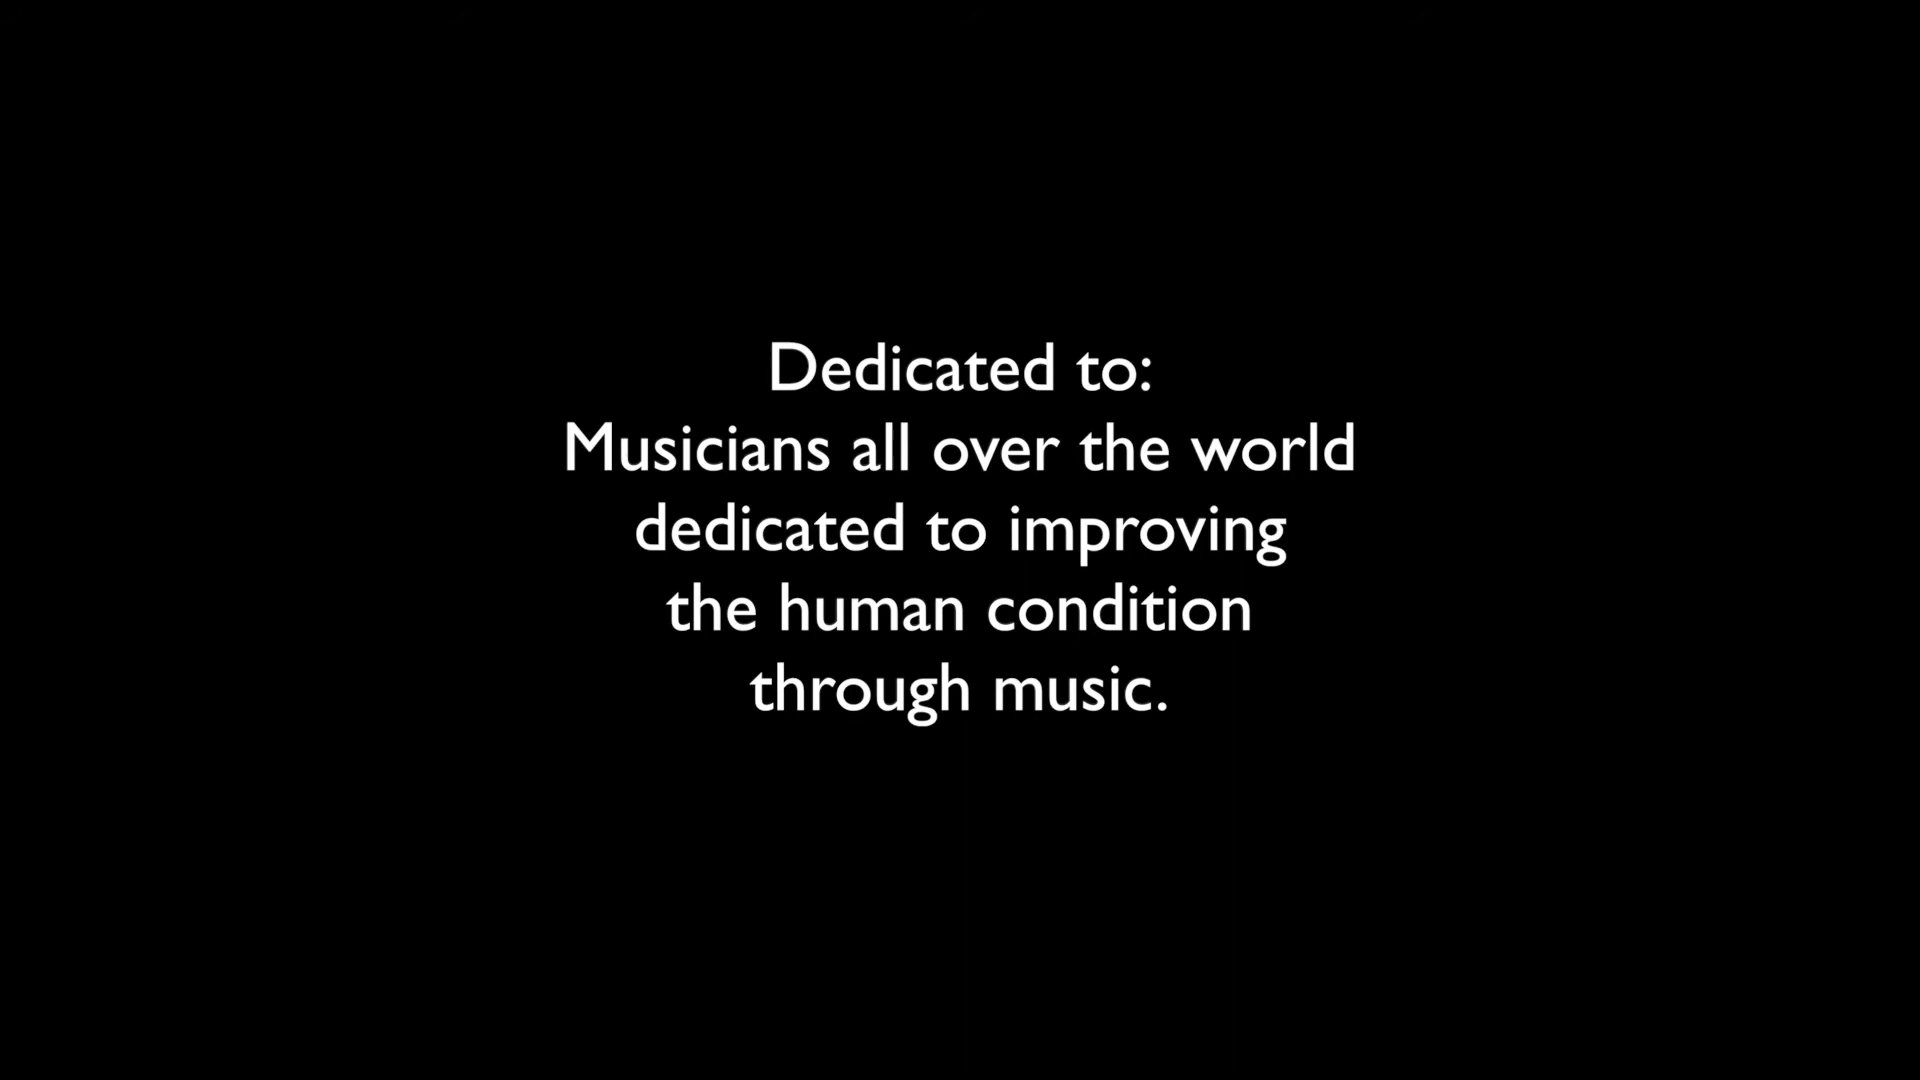 Dedicated to:
Musicians all over the world
dedicated to improving
the human condition
through music.